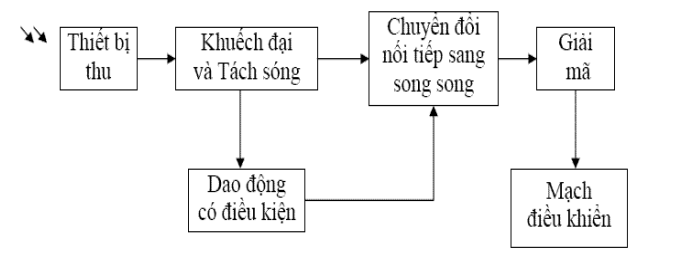 Thiết bị
thu
Khuếch đại
và Tách sóng
Chuyển đổi
nối tiếp sang
song song
Giải
mã
Dao động
có điều kiện
Mạch
điều khiển